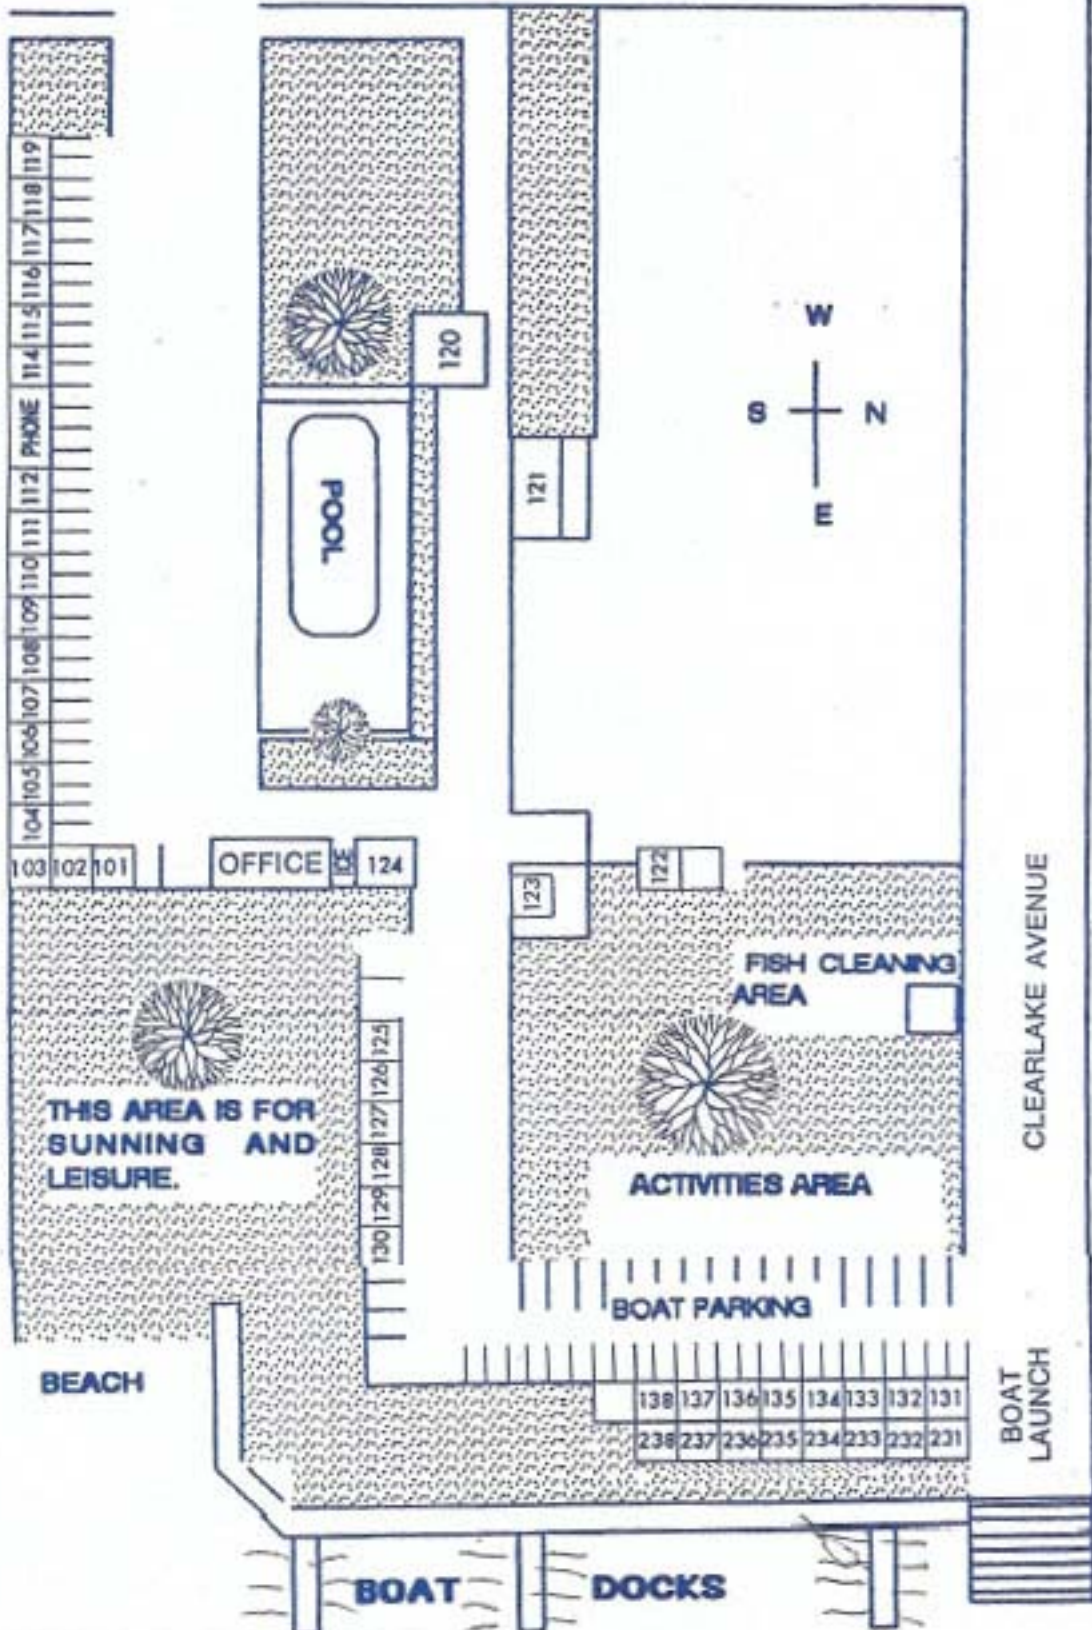 119
118
117
116
115
114
PHONE
112
111
110
109
108
107
106
105
104
103 102 101
OFFICE
124
120
POOL
121
W
S N
E
122
123
FISH CLEANING
AREA
CLEARLAKE AVENUE
125
126
127
128
129
130
THIS AREA IS FOR
SUNNING AND
LEISURE.
ACTIVITIES AREA
BOAT PARKING
BEACH
138 137 136 135 134 133 132 131
238 237 236 235 234 233 232 231
BOAT
LAUNCH
BOAT DOCKS